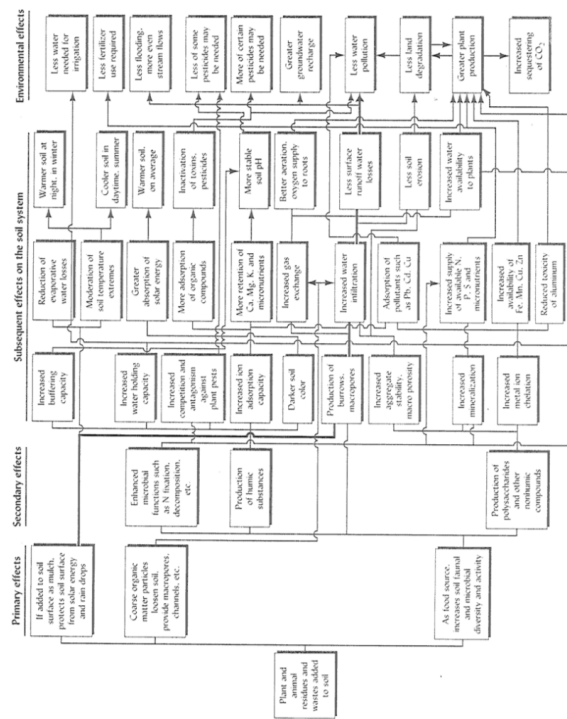 Primary effects
Secondary effects
Subsequent effects on the soil system
Environmental effects
Plant and
animal
residues and
wastes added
to soil
If added to soil
surface as mulch,
protects soil surface
from solar energy
and rain drops
Coarse organic
matter particles
loosen soil,
provide macropores,
channels, etc.
As food source,
increases soil faunal
and microbial
diversity and activity
Enhanced
microbial
functions such
as N fixation,
decomposition,
etc
Production
of humic
substances
Production of
polysaccharides
and other
nonhumic
compounds
Increased
buffering
capacity
Increased
water holding
capacity
Increased
competition and
antagonism
against
plant pests
Increased ion
adsorption
capacity
Darker soil
color
Production of
burrows,
macropores
Increased
aggregate
stability,
macro porosity
Increased
mineralization
Increased
metal ion
chelation
Reduction of
evaporative
water losses
Moderation of
soil temperature
extremes
Greater
absorption of
solar energy
More adsorption
of organic
compounds
More retention of
Ca, Mg, K, and
micronutrients
Increased gas
exchange
Increased water
infiltration
Adsorption of
pollutants such
as Pb, Cd, Cu
Increased supply
of available N,
P, S and
micronutrients
Increased
availability of
Fe, Mn, Cu, Zn
Reduced toxicity
of aluminum
Warmer soil at
night, in winter
Cooler soil in
daytime, summer
Warmer soil,
on average
Inactivation
of toxins,
pesticides
More stable
soil pH
Better aeration,
oxygen supply
to roots
Less surface
runoff water
losses
Less soil
erosion
Increased water
availability
to plants
Less water
needed for
irrigation
Less fertilizer
use required
Less flooding,
more even
stream flows
Less of some
pesticides may
be needed
More of certain
pesticides may
be needed
Greater
groundwater
recharge
Less water
pollution
Less land
degradation
Greater plant
production
Increased
sequestering
of CO2